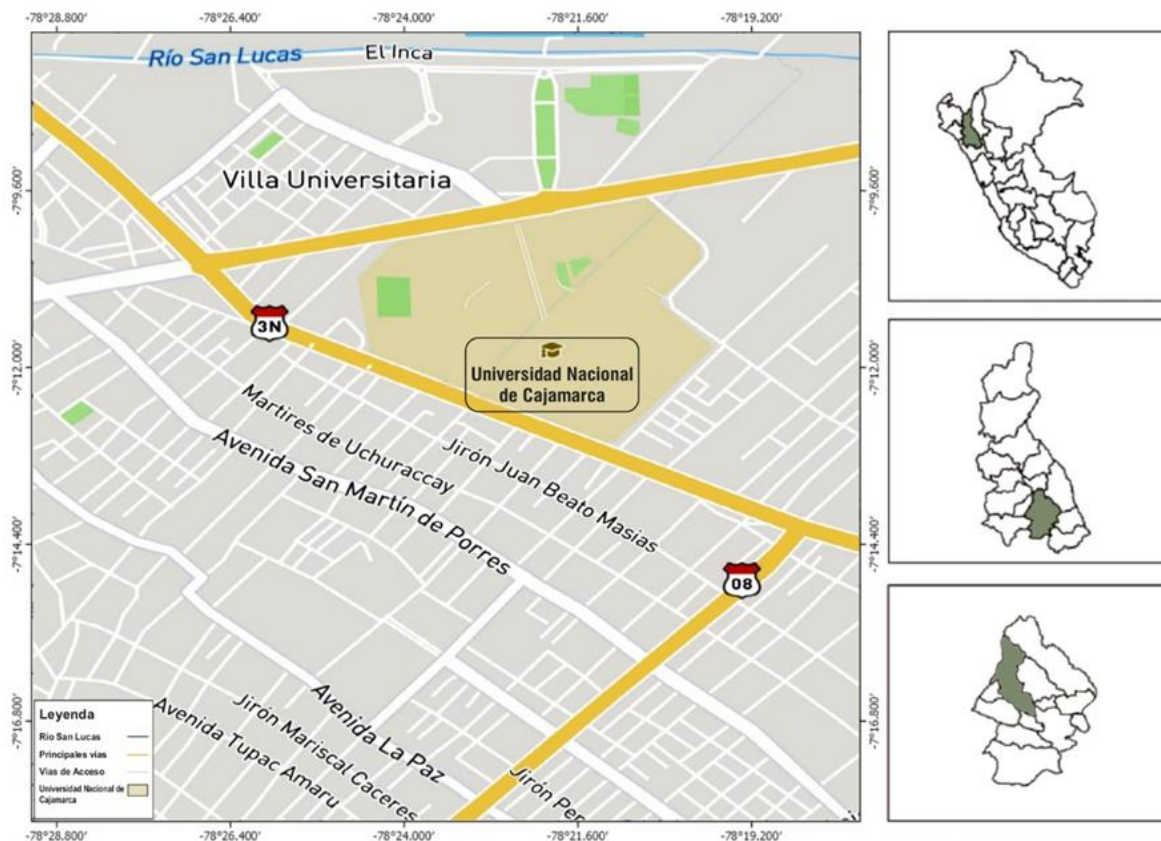 -78°28.800'
-78°26.400'
-78°24.000'
-78°21.600'
-78°19.200'
Río San Lucas
El Inca
Villa Universitaria
-7°9.600'
-7°9.600'
3N
Universidad Nacional
de Cajamarca
-7°12.000'
-7°12.000'
Martires de Uchuraccay
Jirón Juan Beato Masias
Avenida San Martín de Porres
-7°14.400'
-7°14.400'
08
Avenida La Paz
Jirón Mariscal Caceres
Avenida Tupac Amaru
Jirón Per
-7°16.800'
-7°16.800'
Leyenda
Río San Lucas
Principales vías
Vías de Acceso
Universidad Nacional de
Cajamarca
-78°28.800'
-78°26.400'
-78°24.000'
-78°21.600'
-78°19.200'